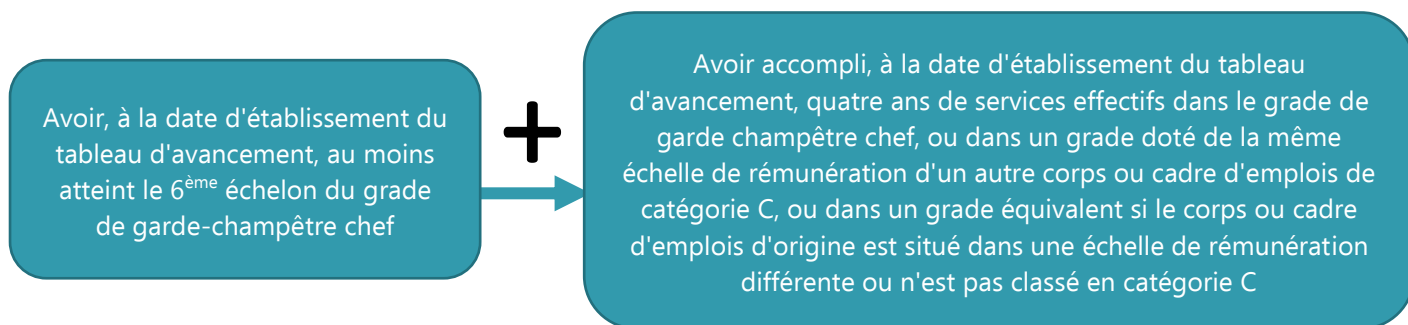 Avoir, à la date d'établissement du
tableau d'avancement, au moins
atteint le 6ème échelon du grade
de garde-champêtre chef
+
Avoir accompli, à la date d'établissement du tableau
d'avancement, quatre ans de services effectifs dans le grade de
garde champêtre chef, ou dans un grade doté de la même
échelle de rémunération d'un autre corps ou cadre d'emplois de
catégorie C, ou dans un grade équivalent si le corps ou cadre
d'emplois d'origine est situé dans une échelle de rémunération
différente ou n'est pas classé en catégorie C